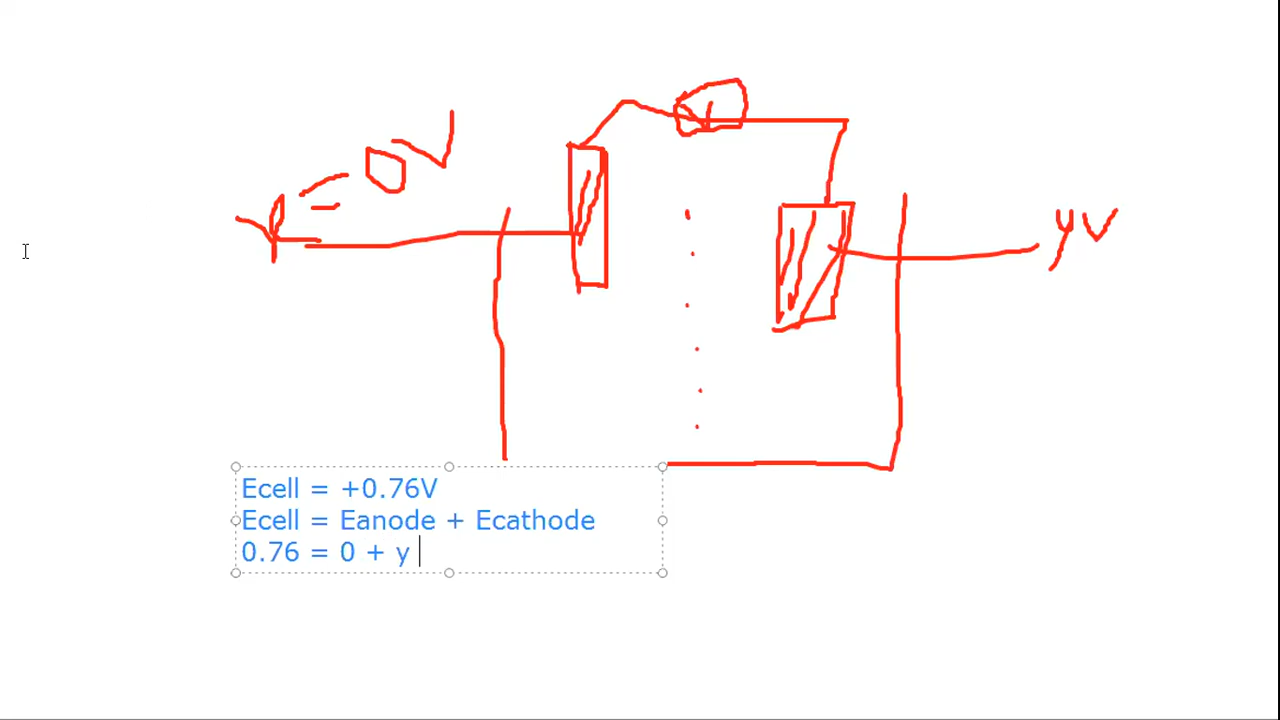 0V
yV
Ecell = +0.76V
Ecell = Eanode + Ecathode
0.76 = 0 + y